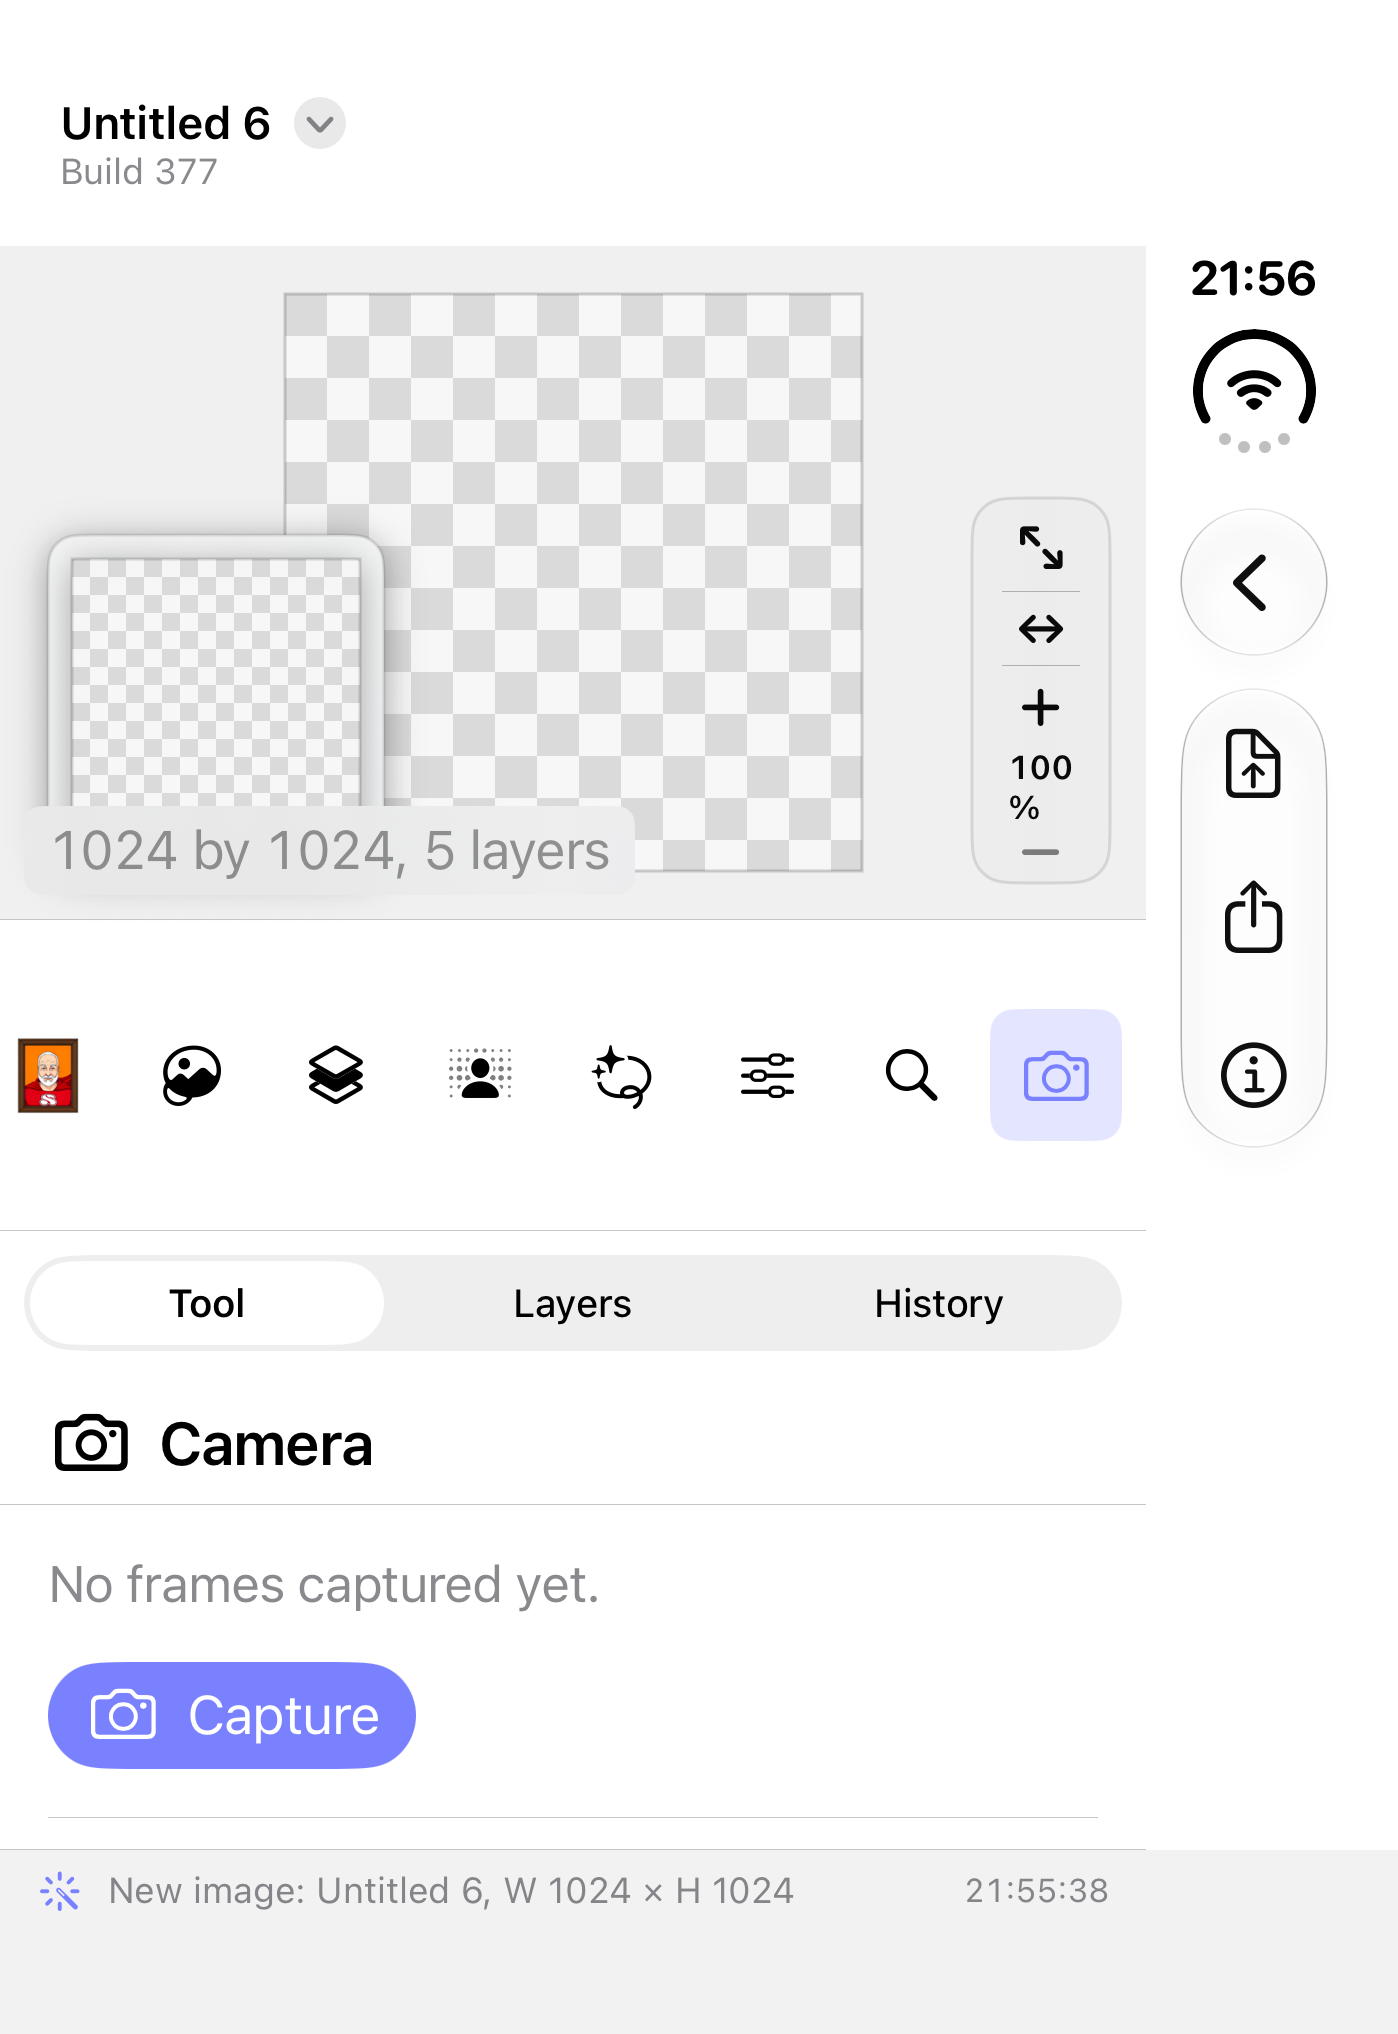 Untitled 6
Build 377
21:56
100
%
1024 by 1024, 5 layers
Tool
Layers
History
Camera
No frames captured yet.
Capture
New image: Untitled 6, W 1024 × H 1024
21:55:38